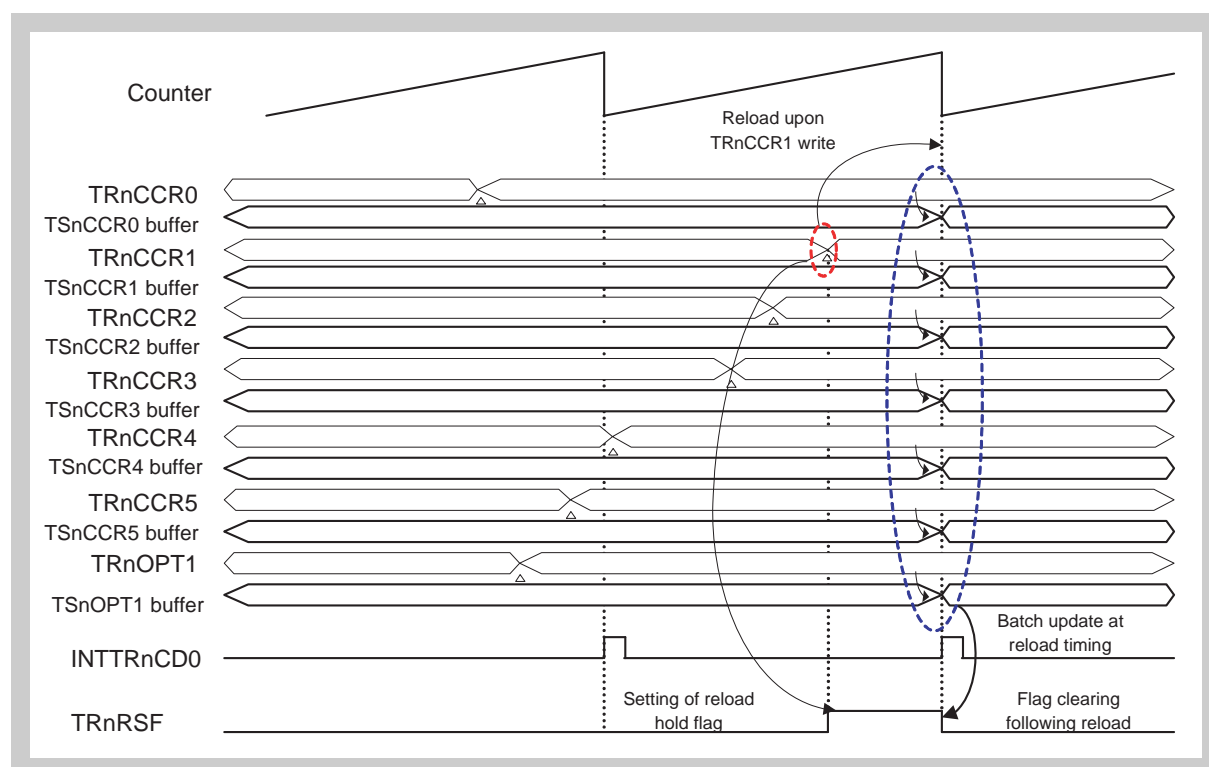 Counter
Reload upon
TRnCCR1 write
TRnCCR0
TSnCCR0 buffer
TRnCCR1
TSnCCR1 buffer
TRnCCR2
TSnCCR2 buffer
TRnCCR3
TSnCCR3 buffer
TRnCCR4
TSnCCR4 buffer
TRnCCR5
TSnCCR5 buffer
TRnOPT1
TSnOPT1 buffer
Batch update at
reload timing
INTTRnCD0
Setting of reload
hold flag
Flag clearing
following reload
TRnRSF